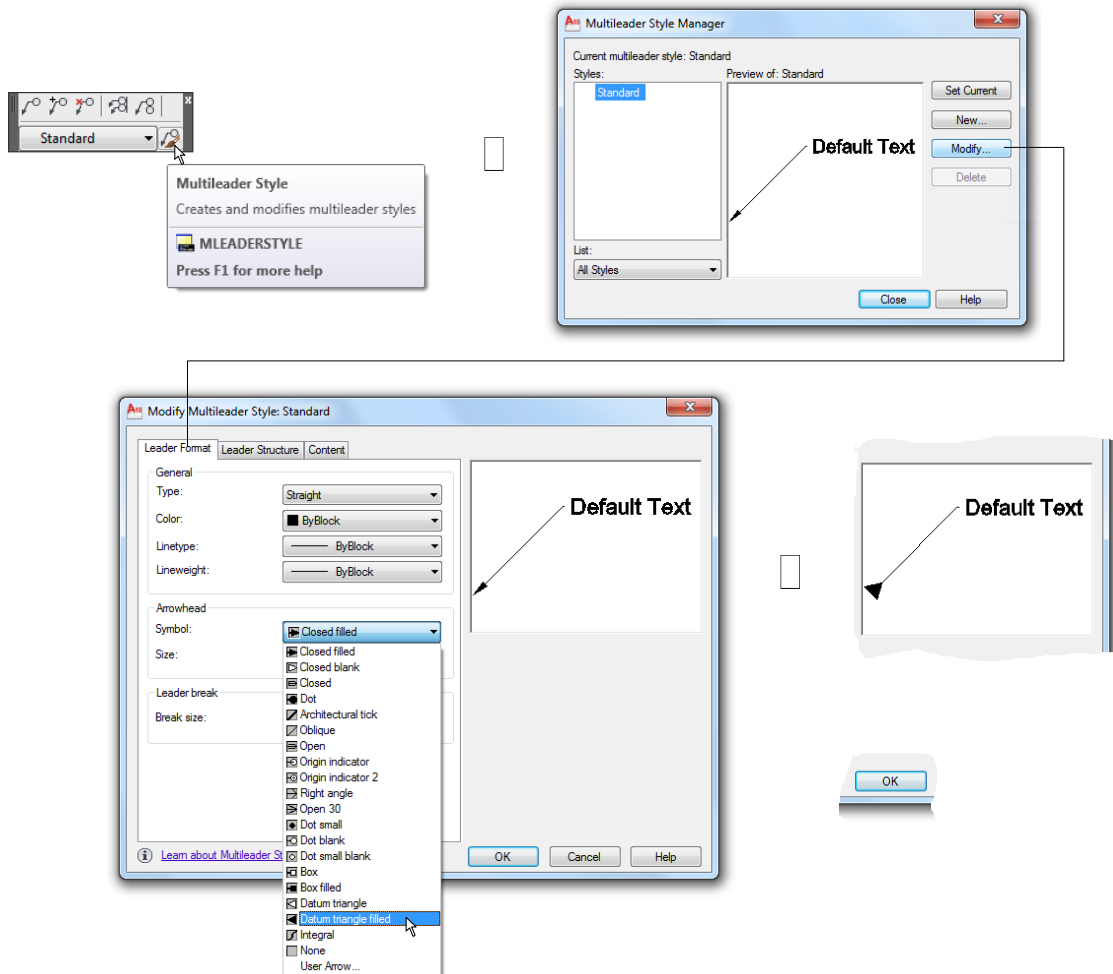 Standard
Multileader Style
Creates and modifies multileader styles
MLEADERSTYLE
Press F1 for more help
Multileader Style Manager
Current multileader style: Standard
Styles:
Preview of: Standard
Standard
Default Text
Set Current
New...
Modify...
Delete
List:
All Styles
Close
Help
Modify Multileader Style: Standard
Leader Format
Leader Structure
Content
General
Type:
Straight
Color:
ByBlock
Linetype:
ByBlock
Lineweight:
ByBlock
Arrowhead
Symbol:
Closed filled
Size:
Closed filled
Closed blank
Closed
Dot
Architectural tick
Oblique
Open
Origin indicator
Origin indicator 2
Right angle
Open 30
Dot small
Dot blank
Dot small blank
Box
Box filled
Datum triangle
Datum triangle filled
Integral
None
User Arrow...
Leader break
Break size:
Learn about Multileader St
Default Text
OK
Cancel
Help
Default Text
OK